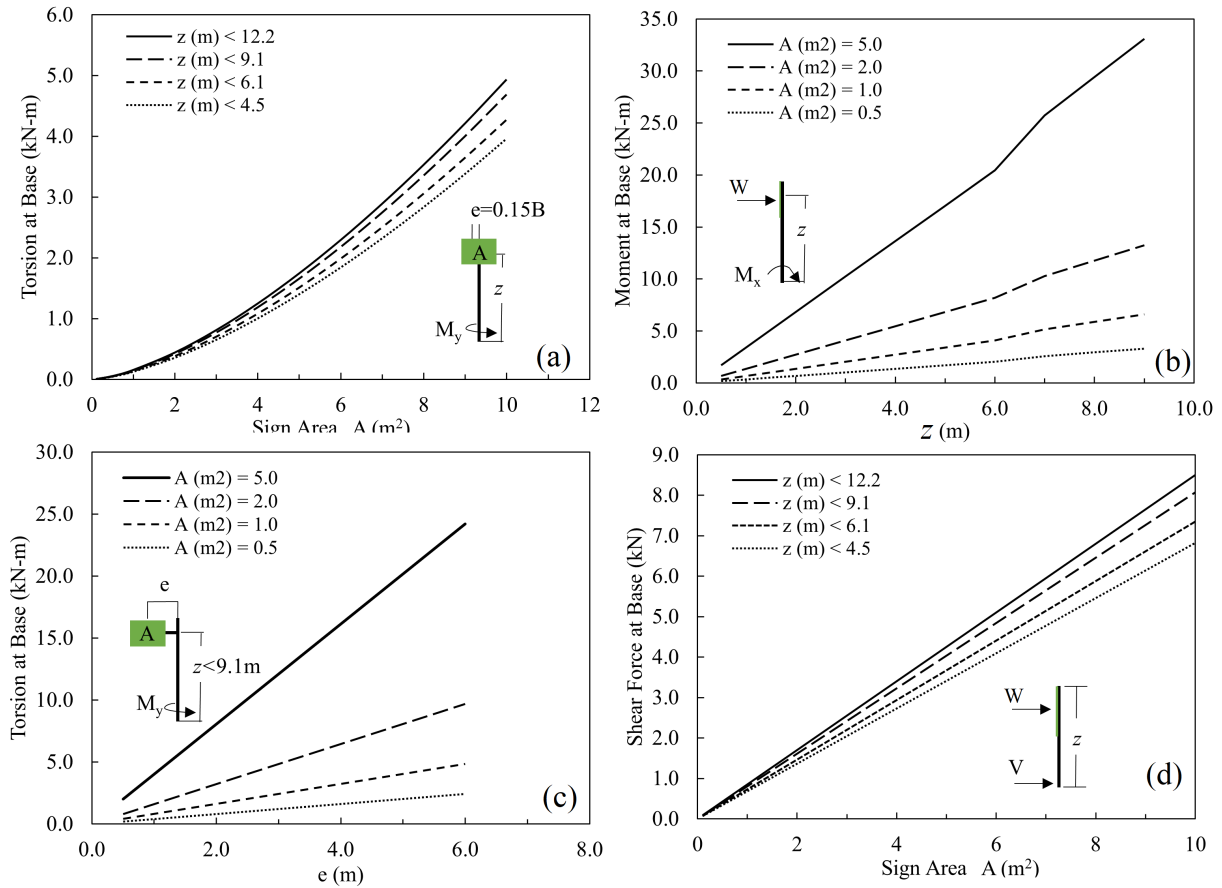 6.0
5.0
4.0
3.0
2.0
1.0
0.0
Torsion at Base (kN-m)
z (m) < 12.2
z (m) < 9.1
z (m) < 6.1
z (m) < 4.5
e=0.15B
A
z
My
(a)
0 2 4 6 8 10 12
Sign Area A (m²)
35.0
30.0
25.0
20.0
15.0
10.0
5.0
0.0
Moment at Base (kN-m)
A (m2) = 5.0
A (m2) = 2.0
A (m2) = 1.0
A (m2) = 0.5
W
z
Mx
(b)
0.0 2.0 4.0 6.0 8.0 10.0
z (m)
30.0
25.0
20.0
15.0
10.0
5.0
0.0
Torsion at Base (kN-m)
A (m2) = 5.0
A (m2) = 2.0
A (m2) = 1.0
A (m2) = 0.5
e
A
z<9.1m
My
(c)
0.0 2.0 4.0 6.0 8.0
e (m)
9.0
8.0
7.0
6.0
5.0
4.0
3.0
2.0
1.0
0.0
Shear Force at Base (kN)
z (m) < 12.2
z (m) < 9.1
z (m) < 6.1
z (m) < 4.5
W
z
V
(d)
0 2 4 6 8 10
Sign Area A (m²)